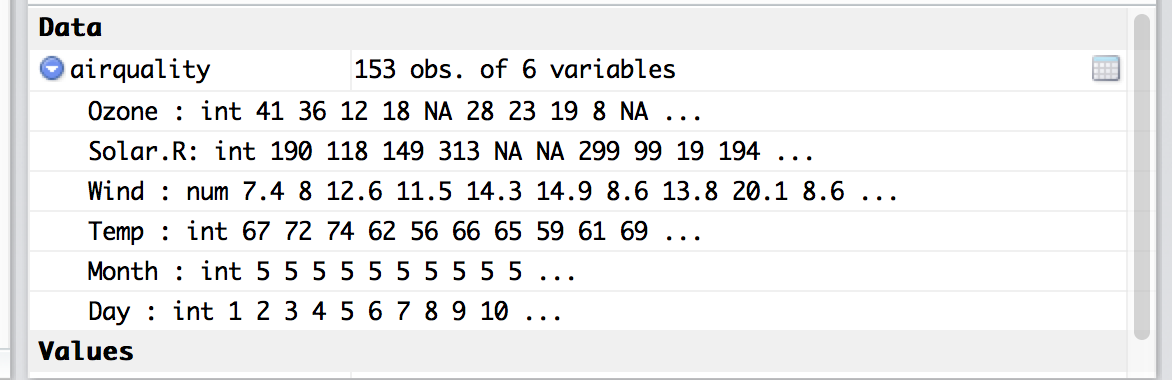 Data
airquality 153 obs. of 6 variables
Ozone : int 41 36 12 18 NA 28 23 19 8 NA ...
Solar.R: int 190 118 149 313 NA NA 299 99 19 194 ...
Wind : num 7.4 8 12.6 11.5 14.3 14.9 8.6 13.8 20.1 8.6 ...
Temp : int 67 72 74 62 56 66 65 59 61 69 ...
Month : int 5 5 5 5 5 5 5 5 5 5 ...
Day : int 1 2 3 4 5 6 7 8 9 10 ...
Values